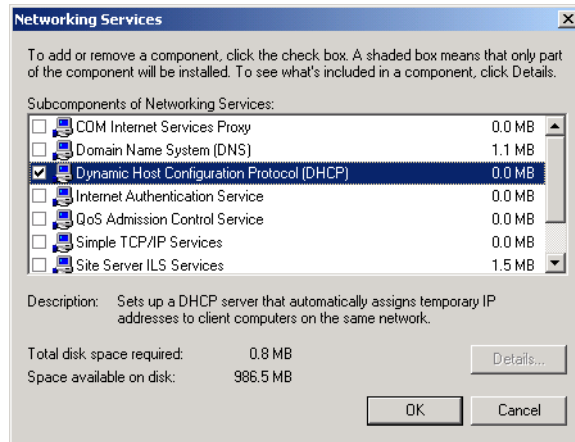 Networking Services
To add or remove a component, click the check box. A shaded box means that only part
of the component will be installed. To see what's included in a component, click Details.
Subcomponents of Networking Services:
COM Internet Services Proxy 0.0 MB
Domain Name System (DNS) 1.1 MB
Dynamic Host Configuration Protocol (DHCP) 0.0 MB
Internet Authentication Service 0.0 MB
QoS Admission Control Service 0.0 MB
Simple TCP/IP Services 0.0 MB
Site Server ILS Services 1.5 MB
Description: Sets up a DHCP server that automatically assigns temporary IP
addresses to client computers on the same network.
Total disk space required: 0.8 MB
Details...
Space available on disk: 986.5 MB
OK Cancel